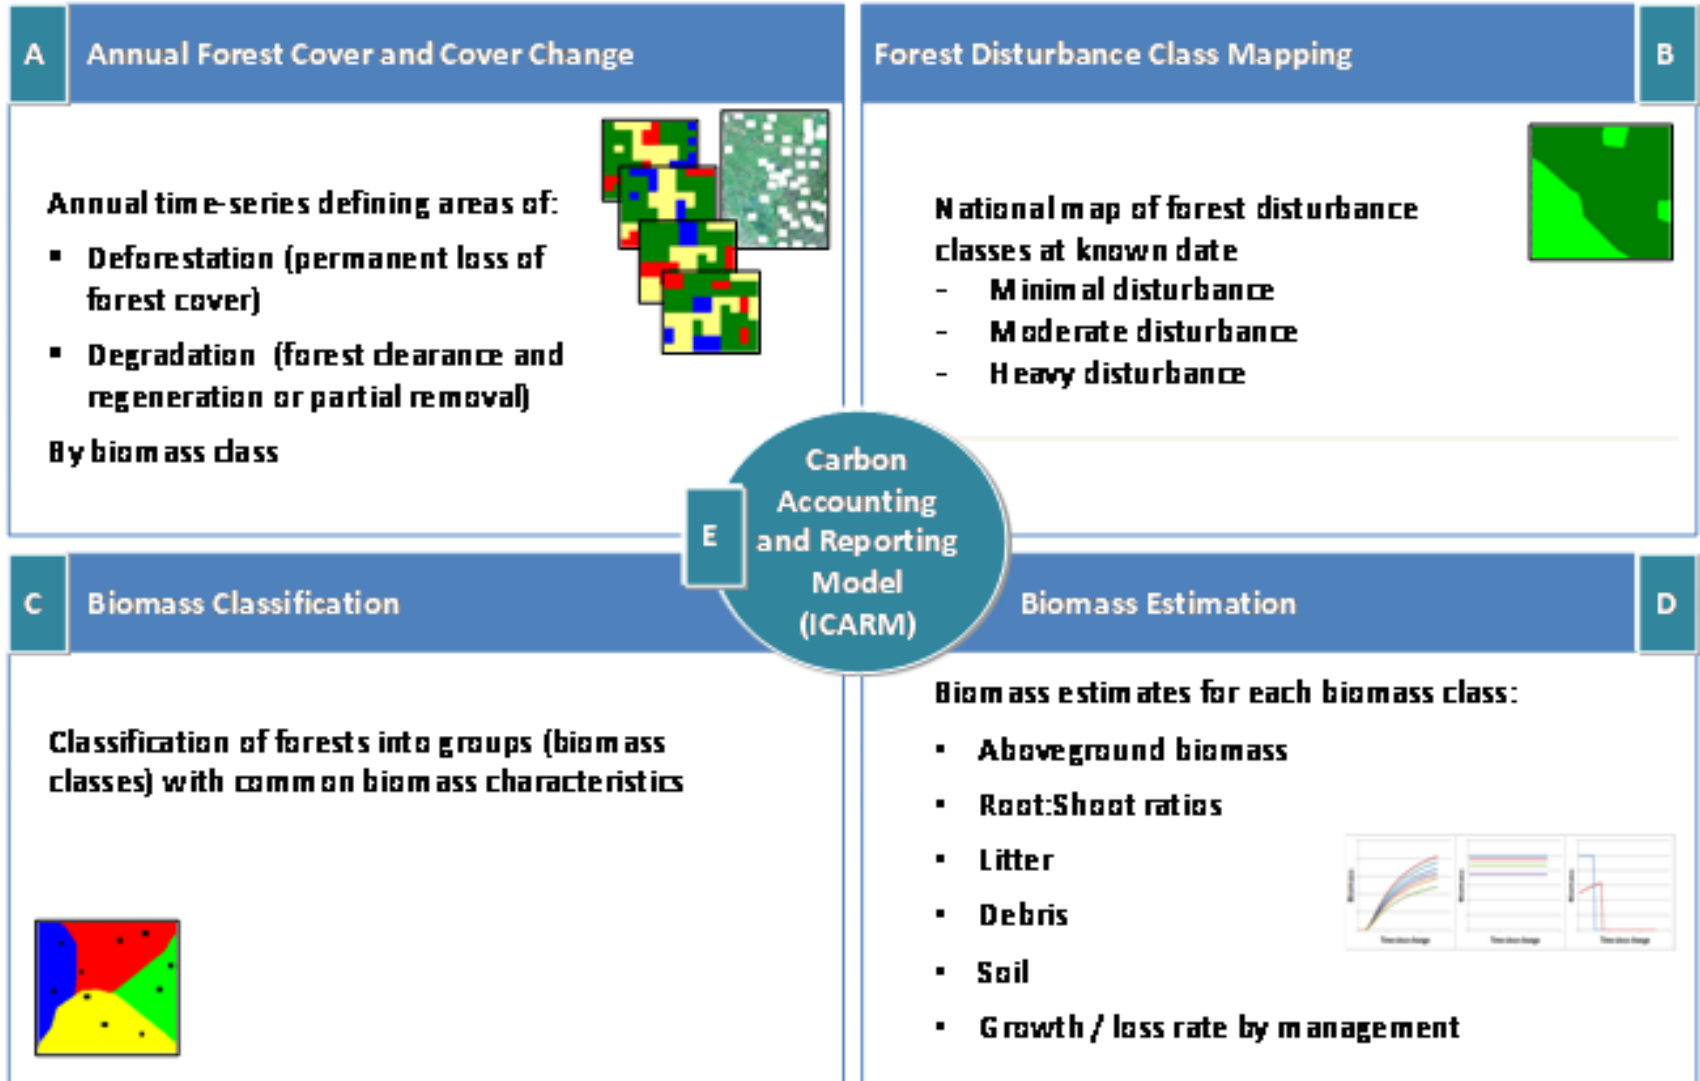 A
Annual Forest Cover and Cover Change
Annual time-series defining areas of:
▪ Deforestation (permanent loss of
forest cover)
▪ Degradation (forest clearance and
regeneration or partial removal)
By biomass class
Forest Disturbance Class Mapping
B
National map of forest disturbance
classes at known date
- Minimal disturbance
- Moderate disturbance
- Heavy disturbance
E
Carbon
Accounting
and Reporting
Model
(ICARM)
C
Biomass Classification
Classification of forests into groups (biomass
classes) with common biomass characteristics
Biomass Estimation
D
Biomass estimates for each biomass class:
▪ Aboveground biomass
▪ Root:Shoot ratios
▪ Litter
▪ Debris
▪ Soil
▪ Growth / loss rate by management